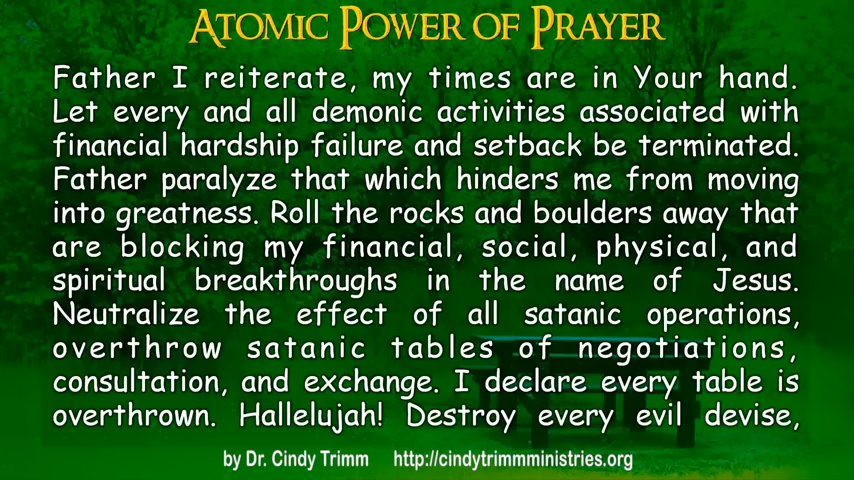 ATOMIC POWER OF PRAYER
Father I reiterate, my times are in Your hand.
Let every and all demonic activities associated with
financial hardship failure and setback be terminated.
Father paralyze that which hinders me from moving
into greatness. Roll the rocks and boulders away that
are blocking my financial, social, physical, and
spiritual breakthroughs in the name of Jesus.
Neutralize the effect of all satanic operations,
overthrow satanic tables of negotiations,
consultation, and exchange. I declare every table is
overthrown. Hallelujah! Destroy every evil devise,
by Dr. Cindy Trimm http://cindytrimmministries.org